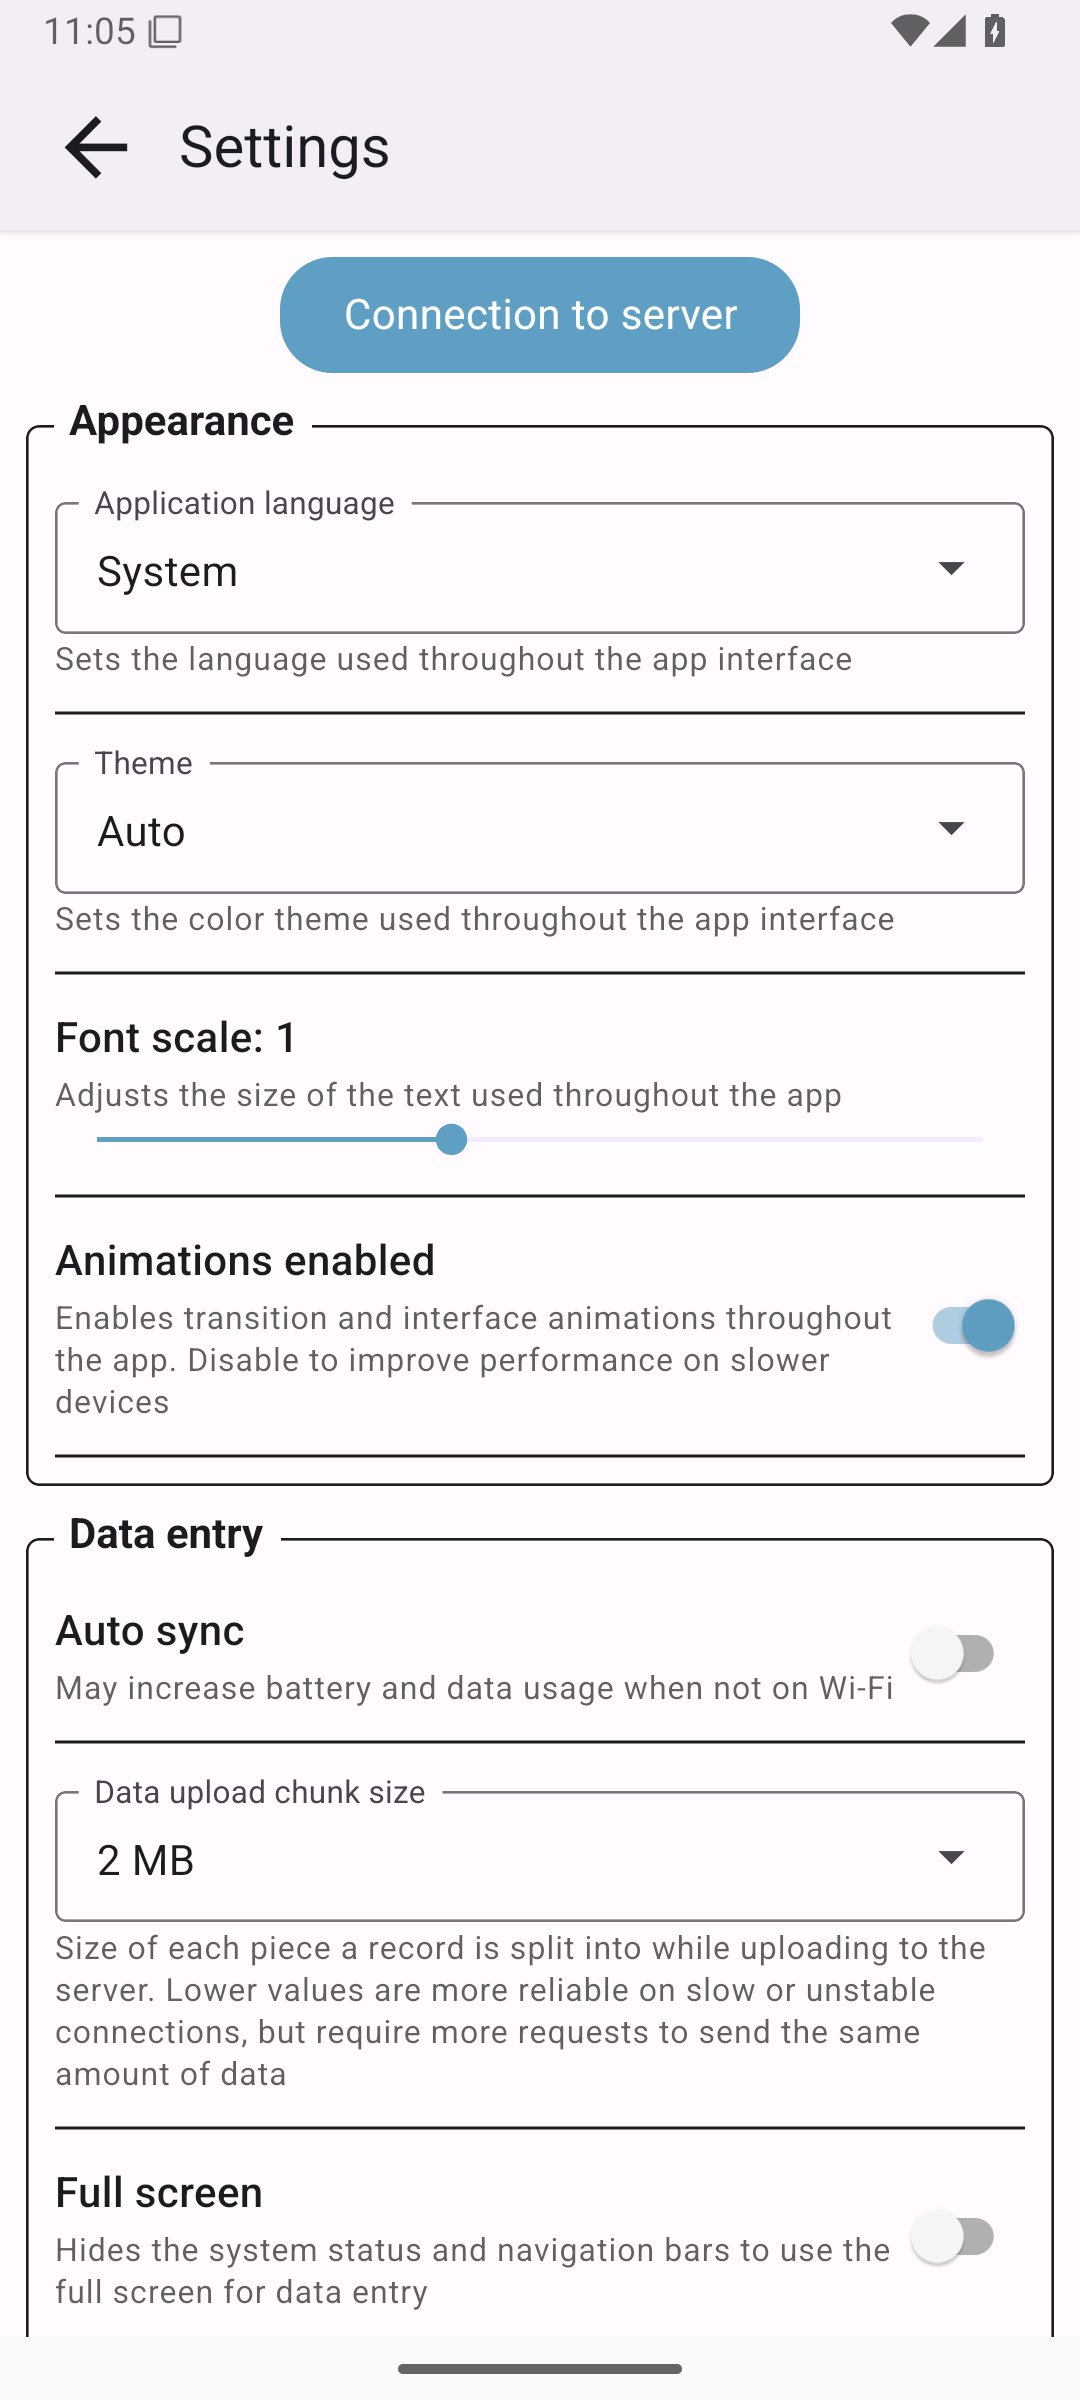 11:05
Settings
Connection to server
Appearance
Application language
System
Sets the language used throughout the app interface
Theme
Auto
Sets the color theme used throughout the app interface
Font scale: 1
Adjusts the size of the text used throughout the app
Animations enabled
Enables transition and interface animations throughout
the app. Disable to improve performance on slower
devices
Data entry
Auto sync
May increase battery and data usage when not on Wi-Fi
Data upload chunk size
2 MB
Size of each piece a record is split into while uploading to the
server. Lower values are more reliable on slow or unstable
connections, but require more requests to send the same
amount of data
Full screen
Hides the system status and navigation bars to use the
full screen for data entry